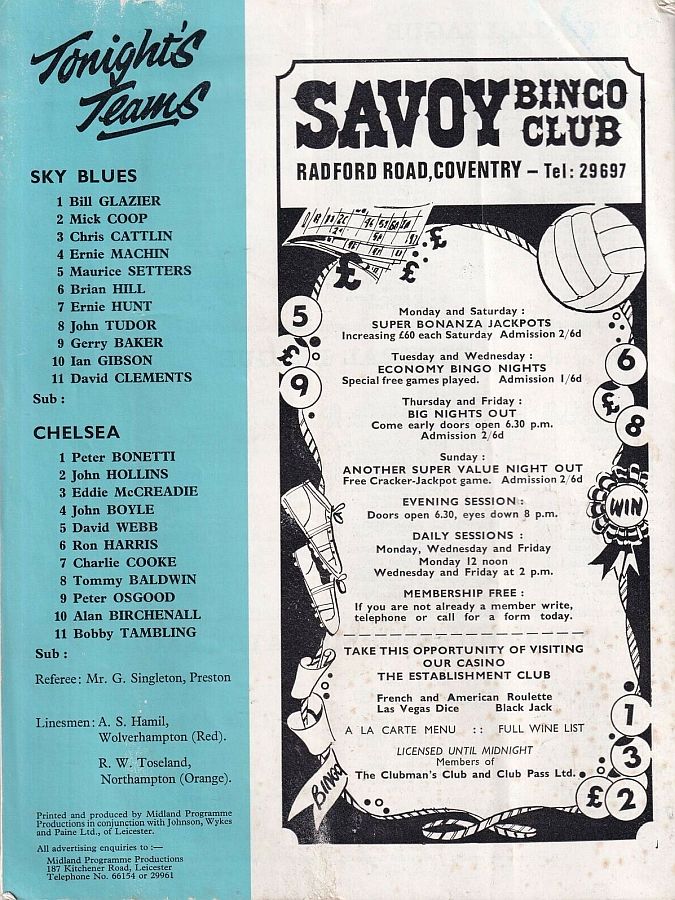 Tonight's
Teams
SKY BLUES
1 Bill GLAZIER
2 Mick COOP
3 Chris CATTLIN
4 Ernie MACHIN
5 Maurice SETTERS
6 Brian HILL
7 Ernie HUNT
8 John TUDOR
9 Gerry BAKER
10 Ian GIBSON
11 David CLEMENTS
Sub :
CHELSEA
1 Peter BONETTI
2 John HOLLINS
3 Eddie McCREADIE
4 John BOYLE
5 David WEBB
6 Ron HARRIS
7 Charlie COOKE
8 Tommy BALDWIN
9 Peter OSGOOD
10 Alan BIRCHENALL
11 Bobby TAMBLING
Sub :
Referee: Mr. G. Singleton, Preston
Linesmen: A. S. Hamil,
Wolverhampton (Red).
R. W. Toseland,
Northampton (Orange).
Printed and produced by Midland Programme
Productions in conjunction with Johnson, Wykes
and Paine Ltd., of Leicester.
All advertising enquiries to :—
Midland Programme Productions
187 Kitchener Road, Leicester
Telephone No. 66154 or 29961
SAVOY BINGO
CLUB
RADFORD ROAD, COVENTRY – Tel: 29697
£
£
£
5
£
9
6
£
8
WIN
Monday and Saturday :
SUPER BONANZA JACKPOTS
Increasing £60 each Saturday Admission 2/6d
Tuesday and Wednesday :
ECONOMY BINGO NIGHTS
Special free games played. Admission 1/6d
Thursday and Friday :
BIG NIGHTS OUT
Come early doors open 6.30 p.m.
Admission 2/6d
Sunday :
ANOTHER SUPER VALUE NIGHT OUT
Free Cracker-Jackpot game. Admission 2/6d
EVENING SESSION :
Doors open 6.30, eyes down 8 p.m.
DAILY SESSIONS :
Monday, Wednesday and Friday
Monday 12 noon
Wednesday and Friday at 2 p.m.
MEMBERSHIP FREE :
If you are not already a member write,
telephone or call for a form today.
TAKE THIS OPPORTUNITY OF VISITING
OUR CASINO
THE ESTABLISHMENT CLUB
French and American Roulette
Las Vegas Dice Black Jack
A LA CARTE MENU :: FULL WINE LIST
LICENSED UNTIL MIDNIGHT
Members of
The Clubman's Club and Club Pass Ltd.
BINGO
1
3
£ 2